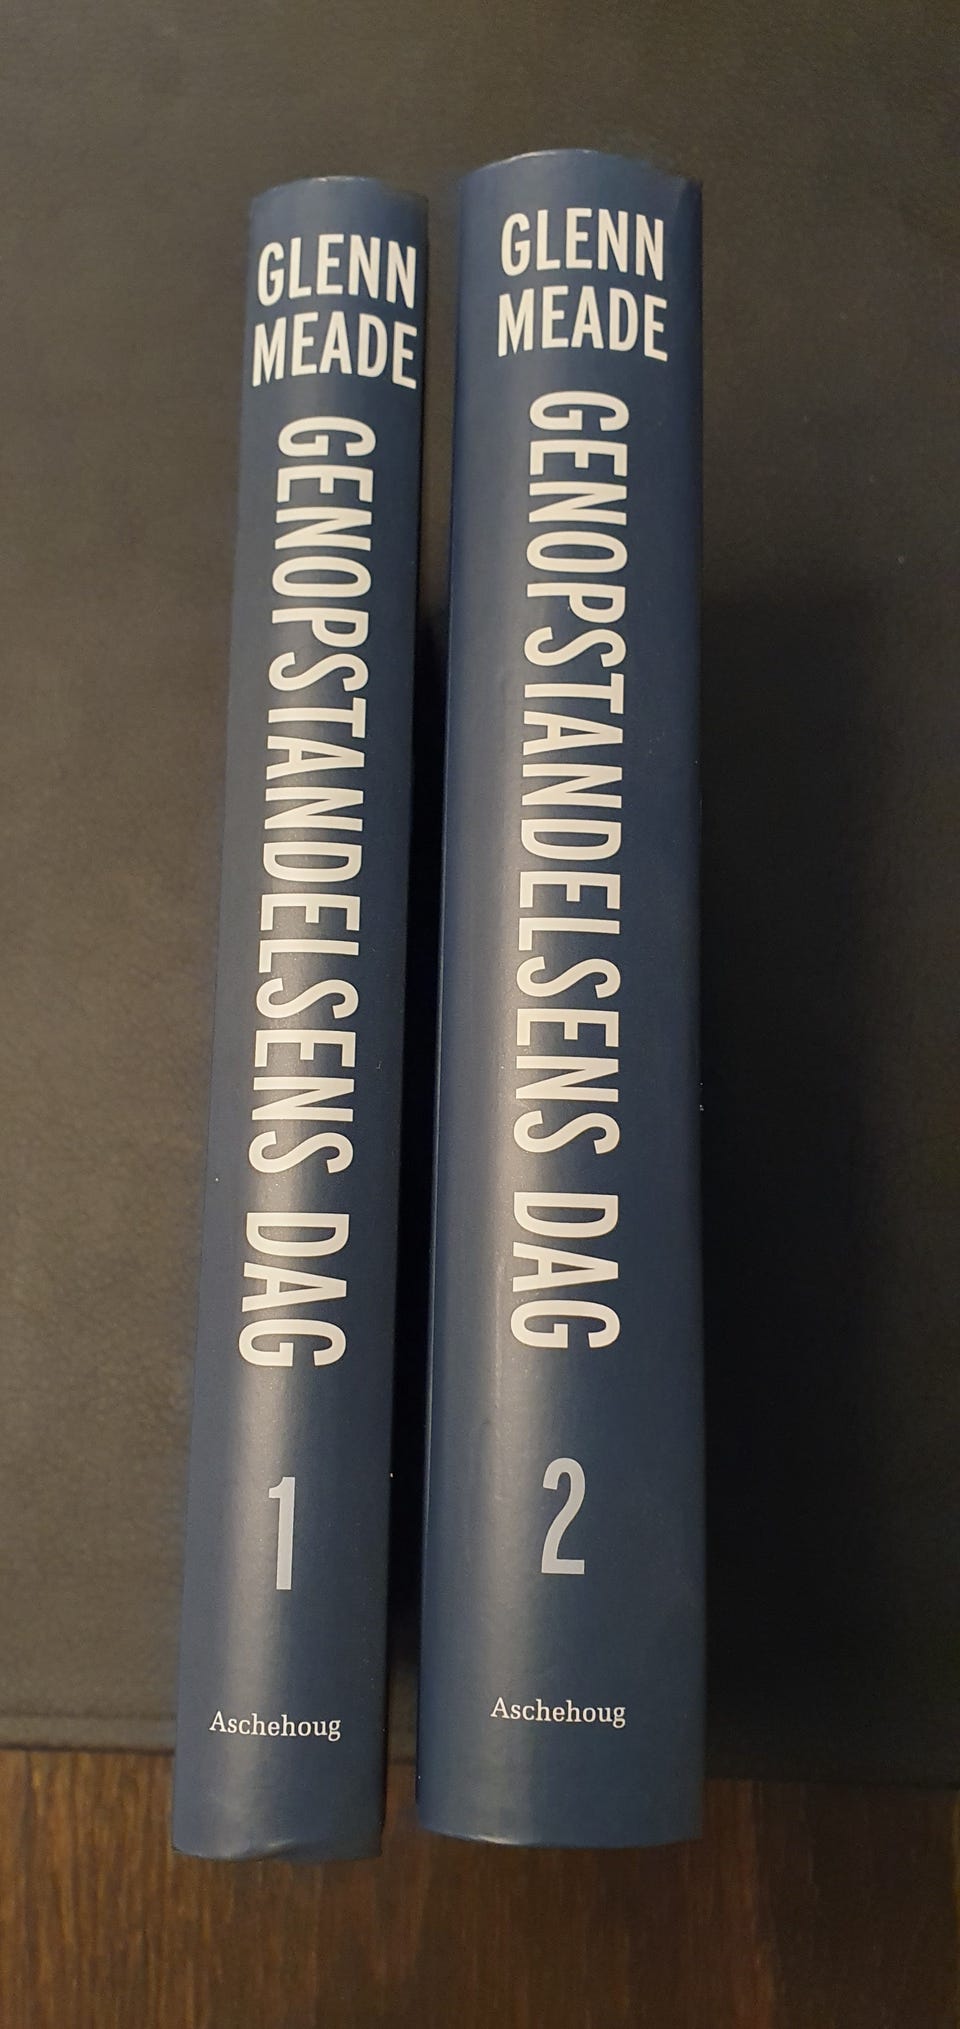 GLENN
MEADE
GENOPSTANDELSENS DAG
1
Aschehoug
GLENN
MEADE
GENOPSTANDELSENS DAG
2
Aschehoug